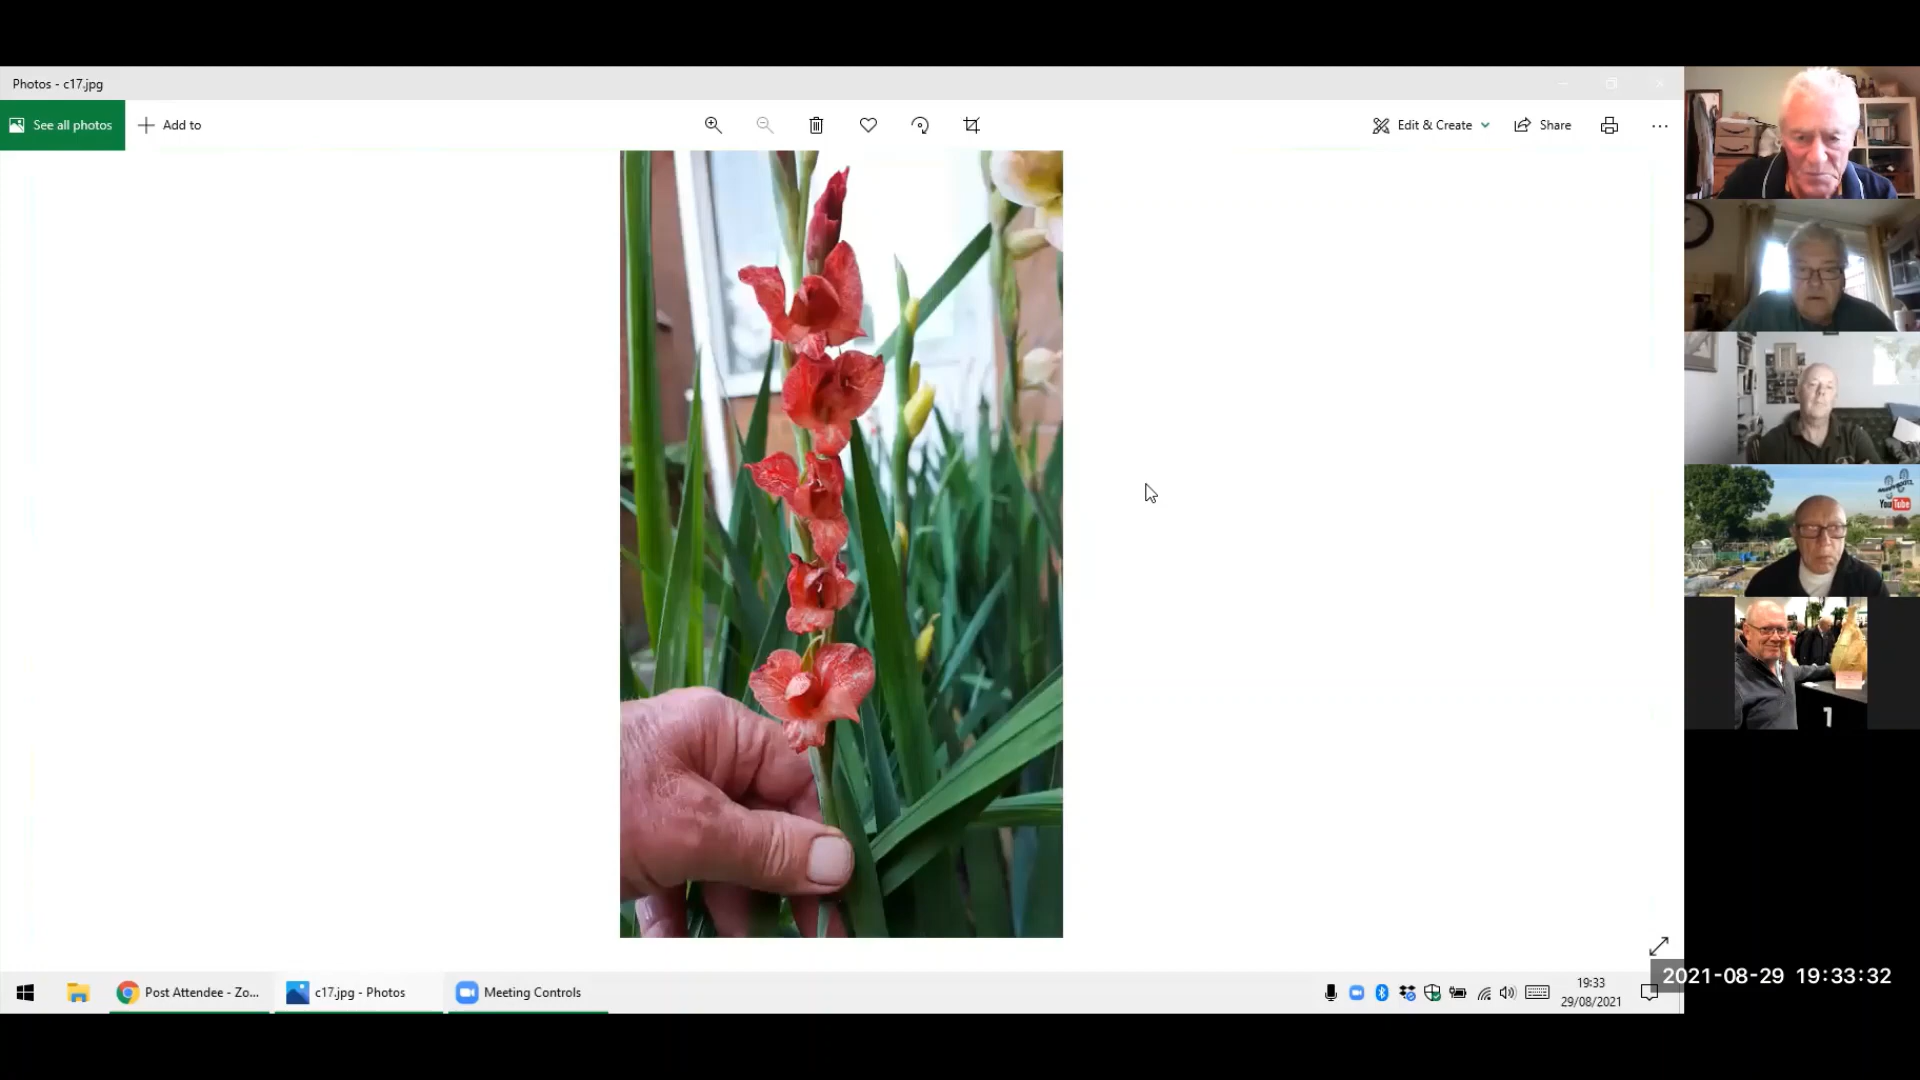 Photos - c17.jpg
See all photos
Add to
Edit & Create
Share
YouTube
1
Post Attendee - Zo...
c17.jpg - Photos
Meeting Controls
19:33
29/08/2021
2021-08-29 19:33:32